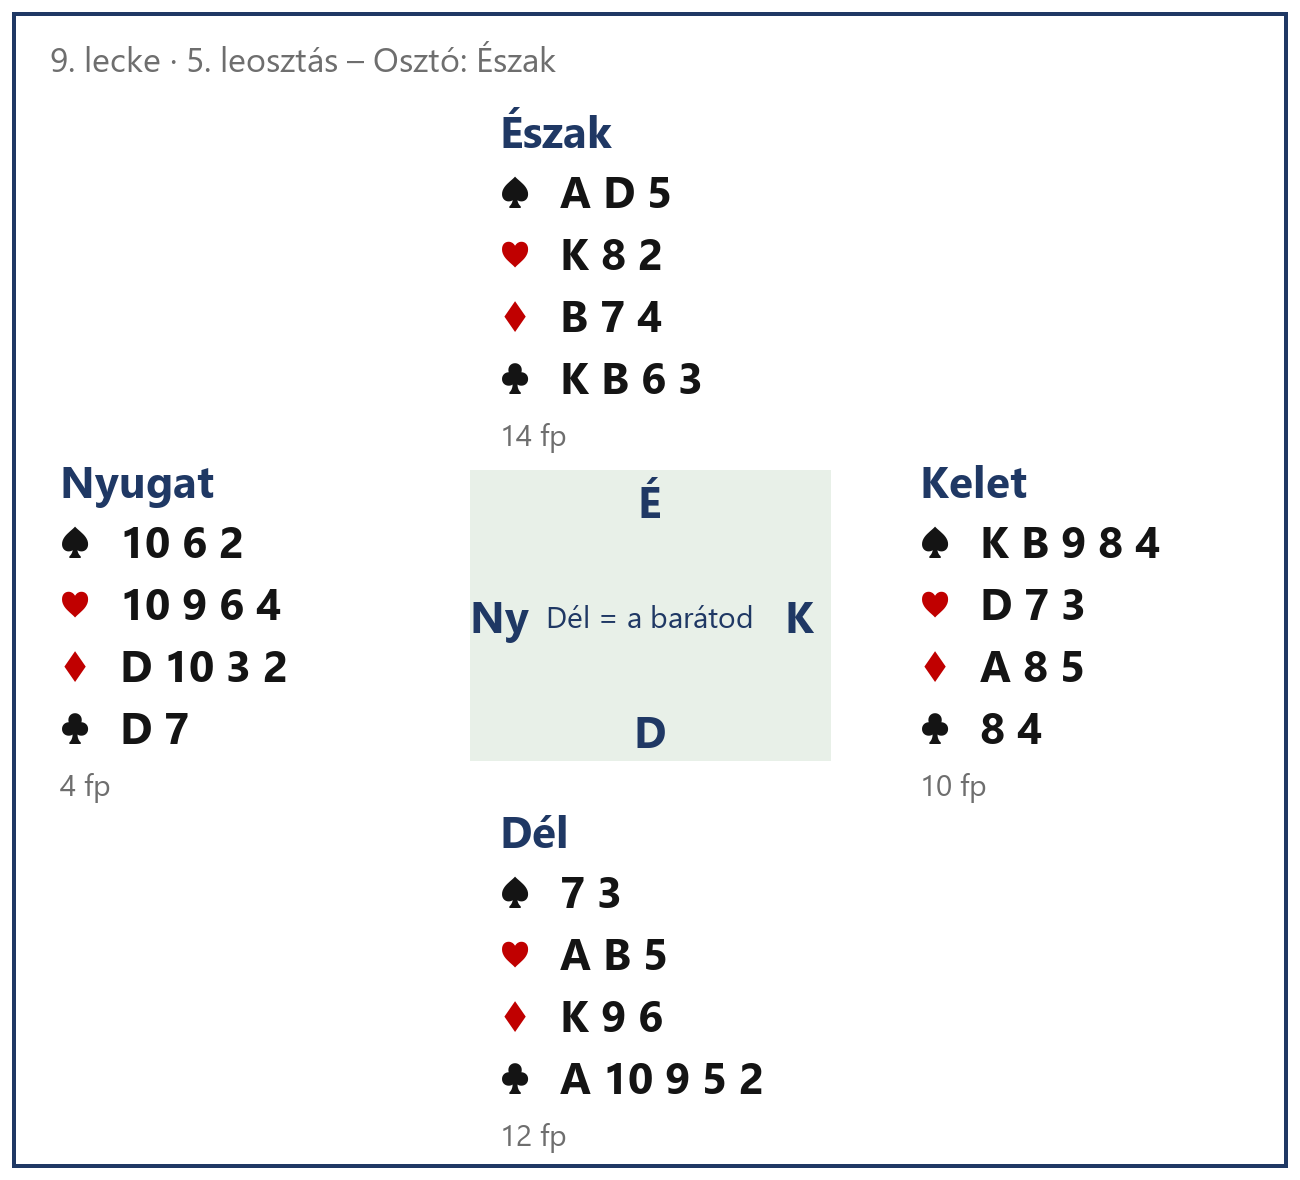 9. lecke · 5. leosztás – Osztó: Észak
Észak
♠ A D 5
♥ K 8 2
♦ B 7 4
♣ K B 6 3
14 fp
Nyugat
♠ 10 6 2
♥ 10 9 6 4
♦ D 10 3 2
♣ D 7
4 fp
É
Ny Dél = a barátod K
D
Kelet
♠ K B 9 8 4
♥ D 7 3
♦ A 8 5
♣ 8 4
10 fp
Dél
♠ 7 3
♥ A B 5
♦ K 9 6
♣ A 10 9 5 2
12 fp